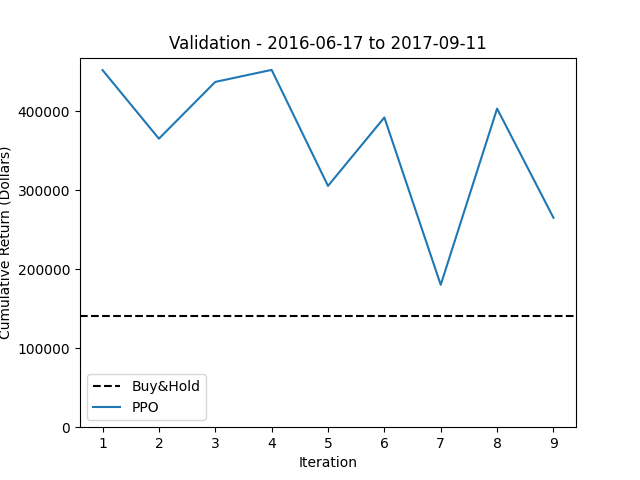 Validation - 2016-06-17 to 2017-09-11
Cumulative Return (Dollars)
400000
300000
200000
100000
0
Buy&Hold
PPO
1 2 3 4 5 6 7 8 9
Iteration